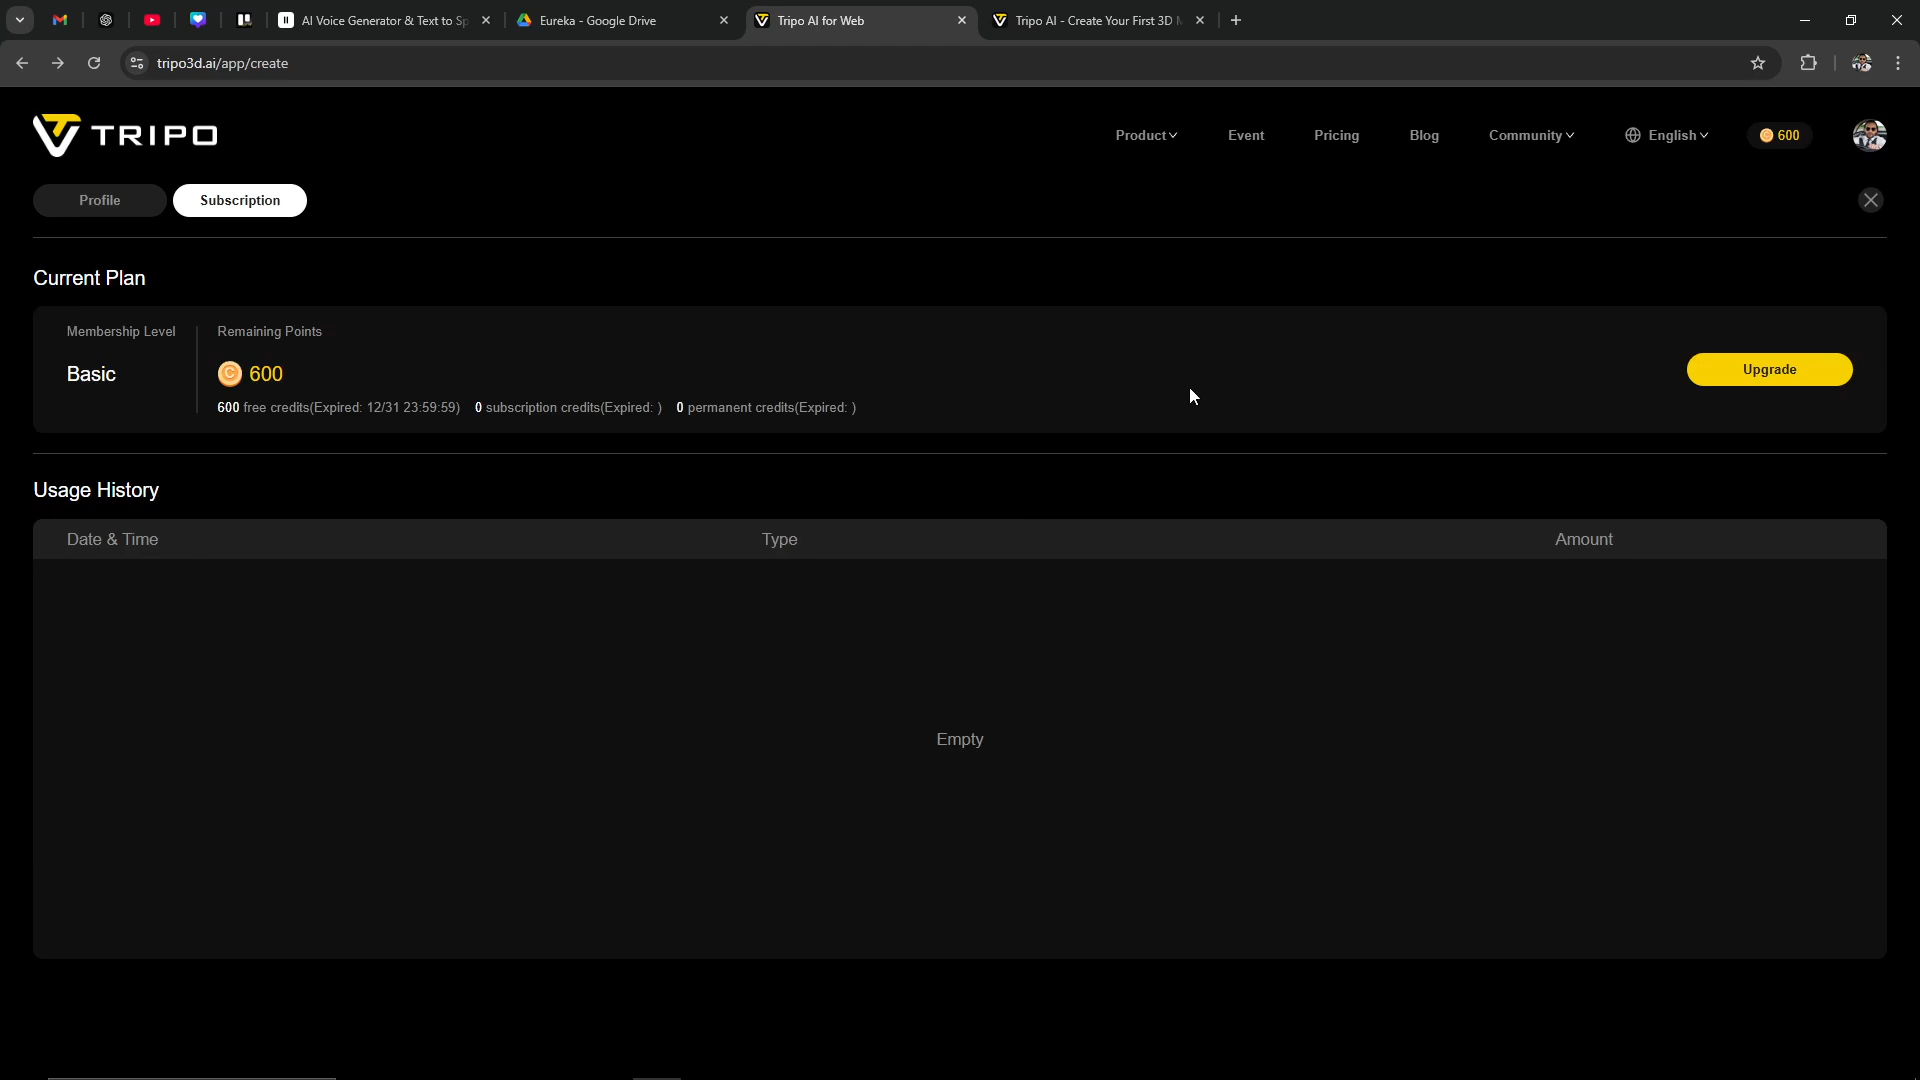 AI Voice Generator & Text to Sp
Eureka - Google Drive
Tripo AI for Web
Tripo AI - Create Your First 3D
tripo3d.ai/app/create
TRIPO
Product
Event
Pricing
Blog
Community
English
600
Profile
Subscription
Current Plan
Membership Level
Remaining Points
Basic
600
Upgrade
600 free credits(Expired: 12/31 23:59:59) 0 subscription credits(Expired: ) 0 permanent credits(Expired: )
Usage History
Date & Time
Type
Amount
Empty